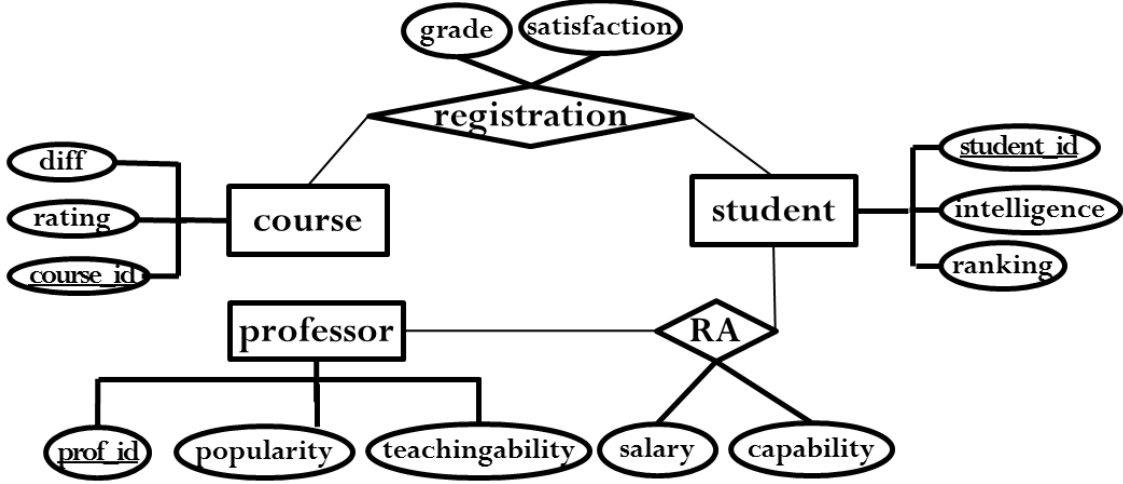 grade
satisfaction
registration
diff
rating
course_id
course
student
student_id
intelligence
ranking
professor
RA
prof_id
popularity
teachingability
salary
capability